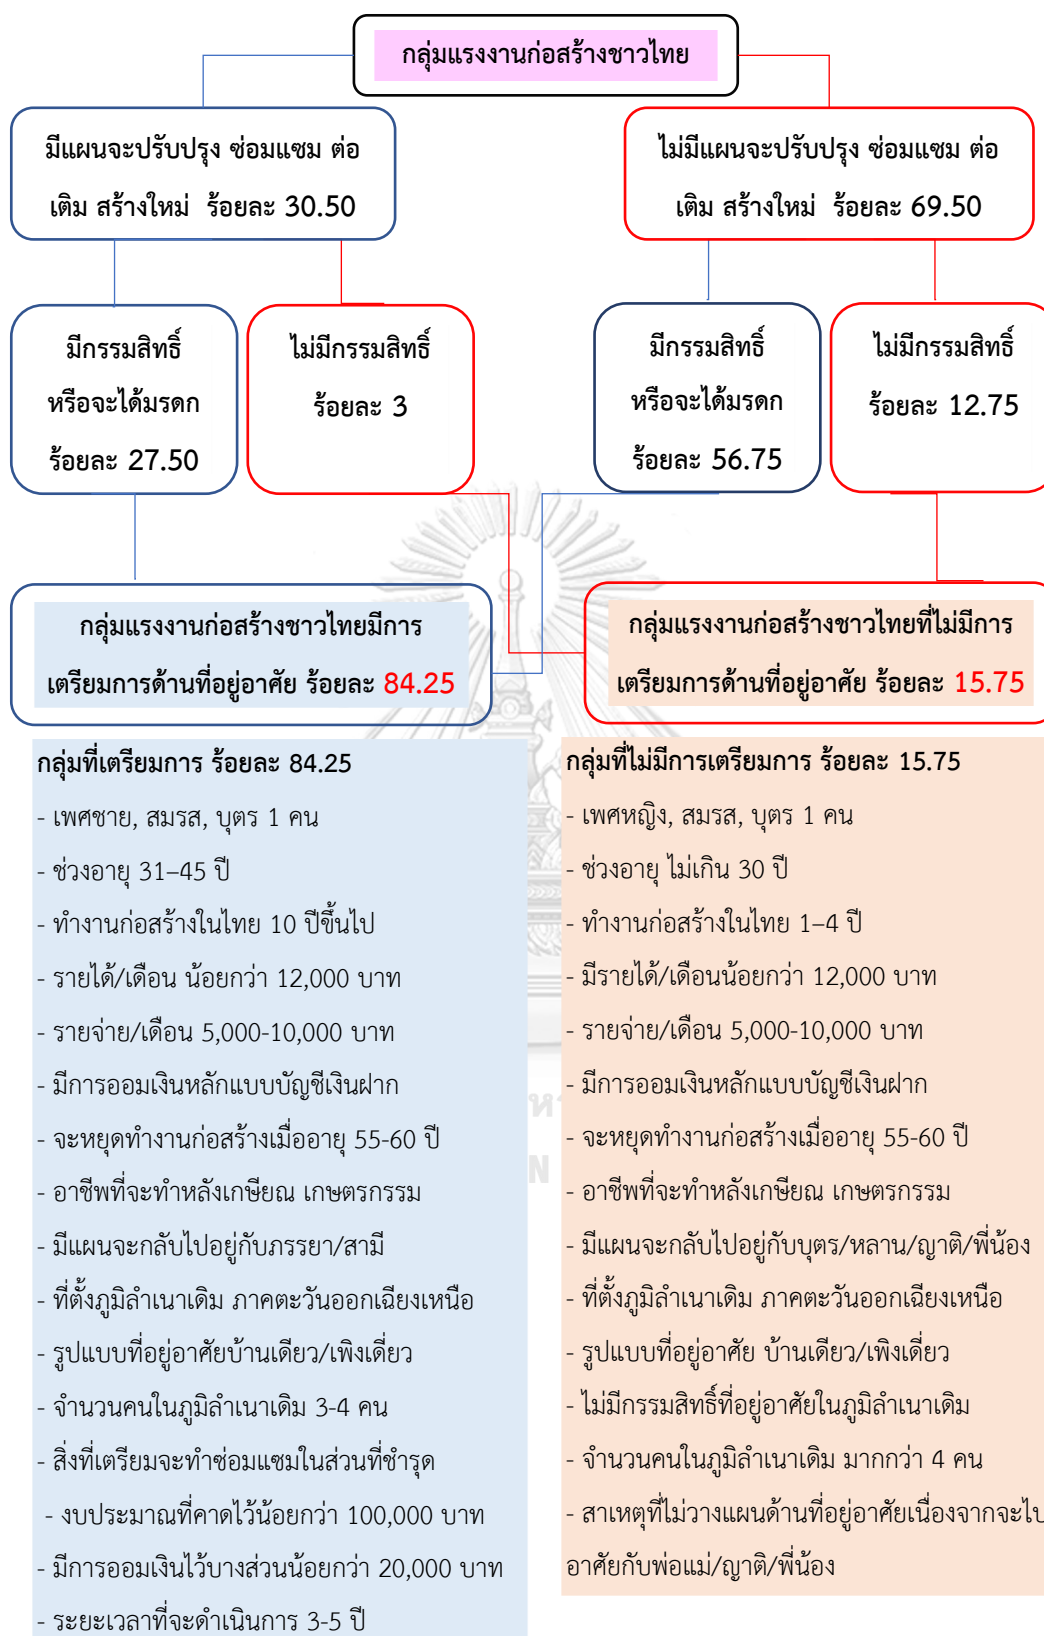 กลุ่มแรงงานก่อสร้างชาวไทย
มีแผนจะปรับปรุง ซ่อมแซม ต่อ
เติม สร้างใหม่ ร้อยละ 30.50
ไม่มีแผนจะปรับปรุง ซ่อมแซม ต่อ
เติม สร้างใหม่ ร้อยละ 69.50
มีกรรมสิทธิ์
หรือจะได้มรดก
ร้อยละ 27.50
ไม่มีกรรมสิทธิ์
ร้อยละ 3
มีกรรมสิทธิ์
หรือจะได้มรดก
ร้อยละ 56.75
ไม่มีกรรมสิทธิ์
ร้อยละ 12.75
กลุ่มแรงงานก่อสร้างชาวไทยมีการ
เตรียมการด้านที่อยู่อาศัย ร้อยละ 84.25
กลุ่มแรงงานก่อสร้างชาวไทยที่ไม่มีการ
เตรียมการด้านที่อยู่อาศัย ร้อยละ 15.75
กลุ่มที่เตรียมการ ร้อยละ 84.25
- เพศชาย, สมรส, บุตร 1 คน
- ช่วงอายุ 31–45 ปี
- ทำงานก่อสร้างในไทย 10 ปีขึ้นไป
- รายได้/เดือน น้อยกว่า 12,000 บาท
- รายจ่าย/เดือน 5,000-10,000 บาท
- มีการออมเงินหลักแบบบัญชีเงินฝาก
- จะหยุดทำงานก่อสร้างเมื่ออายุ 55-60 ปี
- อาชีพที่จะทำหลังเกษียณ เกษตรกรรม
- มีแผนจะกลับไปอยู่กับภรรยา/สามี
- ที่ตั้งภูมิลำเนาเดิม ภาคตะวันออกเฉียงเหนือ
- รูปแบบที่อยู่อาศัยบ้านเดียว/เพิงเดี่ยว
- จำนวนคนในภูมิลำเนาเดิม 3-4 คน
- สิ่งที่เตรียมจะทำซ่อมแซมในส่วนที่ชำรุด
- งบประมาณที่คาดไว้น้อยกว่า 100,000 บาท
- มีการออมเงินไว้บางส่วนน้อยกว่า 20,000 บาท
- ระยะเวลาที่จะดำเนินการ 3-5 ปี
กลุ่มที่ไม่มีการเตรียมการ ร้อยละ 15.75
- เพศหญิง, สมรส, บุตร 1 คน
- ช่วงอายุ ไม่เกิน 30 ปี
- ทำงานก่อสร้างในไทย 1–4 ปี
- มีรายได้/เดือนน้อยกว่า 12,000 บาท
- รายจ่าย/เดือน 5,000-10,000 บาท
- มีการออมเงินหลักแบบบัญชีเงินฝาก
- จะหยุดทำงานก่อสร้างเมื่ออายุ 55-60 ปี
- อาชีพที่จะทำหลังเกษียณ เกษตรกรรม
- มีแผนจะกลับไปอยู่กับบุตร/หลาน/ญาติ/พี่น้อง
- ที่ตั้งภูมิลำเนาเดิม ภาคตะวันออกเฉียงเหนือ
- รูปแบบที่อยู่อาศัย บ้านเดียว/เพิงเดี่ยว
- ไม่มีกรรมสิทธิ์ที่อยู่อาศัยในภูมิลำเนาเดิม
- จำนวนคนในภูมิลำเนาเดิม มากกว่า 4 คน
- สาเหตุที่ไม่วางแผนด้านที่อยู่อาศัยเนื่องจากจะไป
อาศัยกับพ่อแม่/ญาติ/พี่น้อง